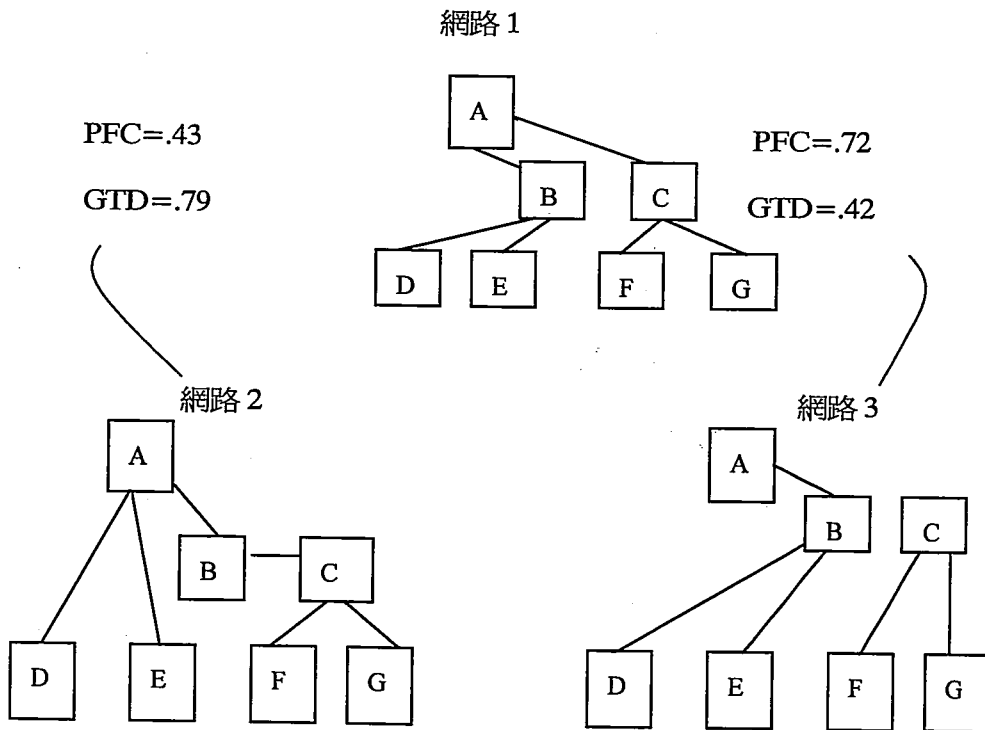 網路 1
A
PFC=.43
PFC=.72
B
C
GTD=.79
GTD=.42
D
E
F
G
網路 2
網路 3
A
A
B
C
B
C
D
E
F
G
D
E
F
G